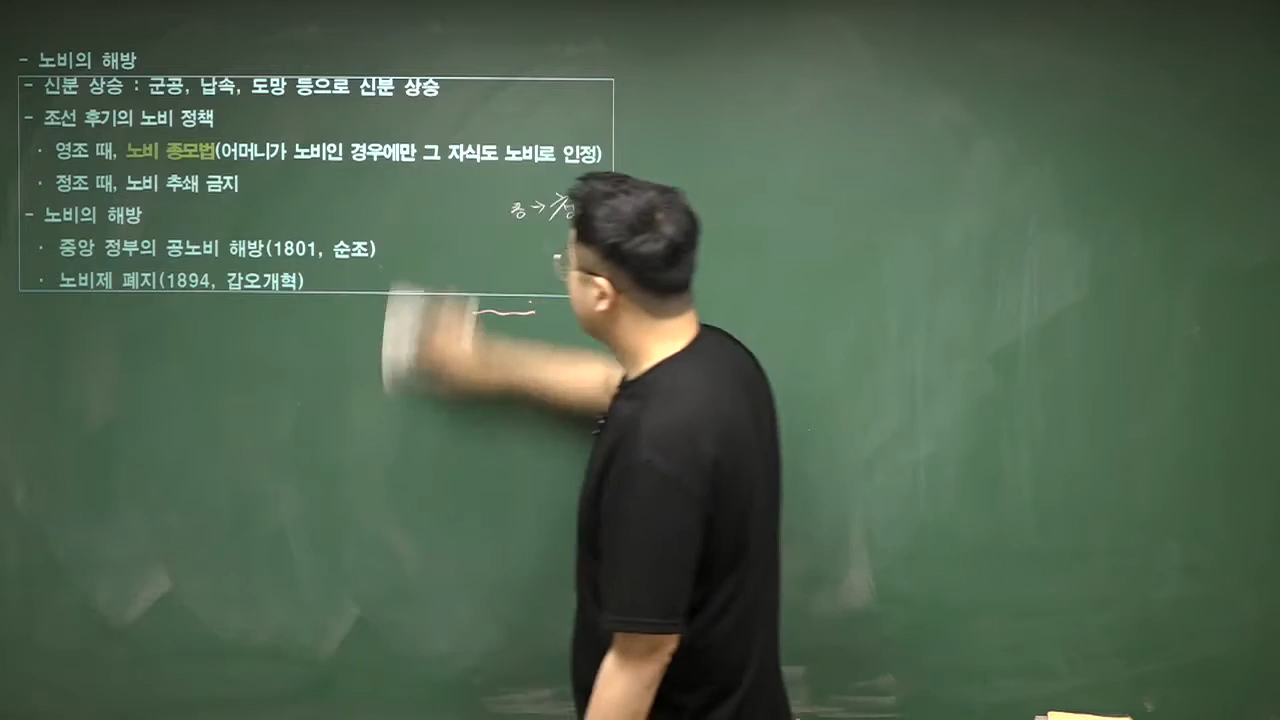 - 노비의 해방
- 신분 상승 : 군공, 납속, 도망 등으로 신분 상승
- 조선 후기의 노비 정책
· 영조 때, 노비 종모법(어머니가 노비인 경우에만 그 자식도 노비로 인정)
· 정조 때, 노비 추쇄 금지
종→
- 노비의 해방
· 중앙 정부의 공노비 해방(1801, 순조)
· 노비제 폐지(1894, 갑오개혁)